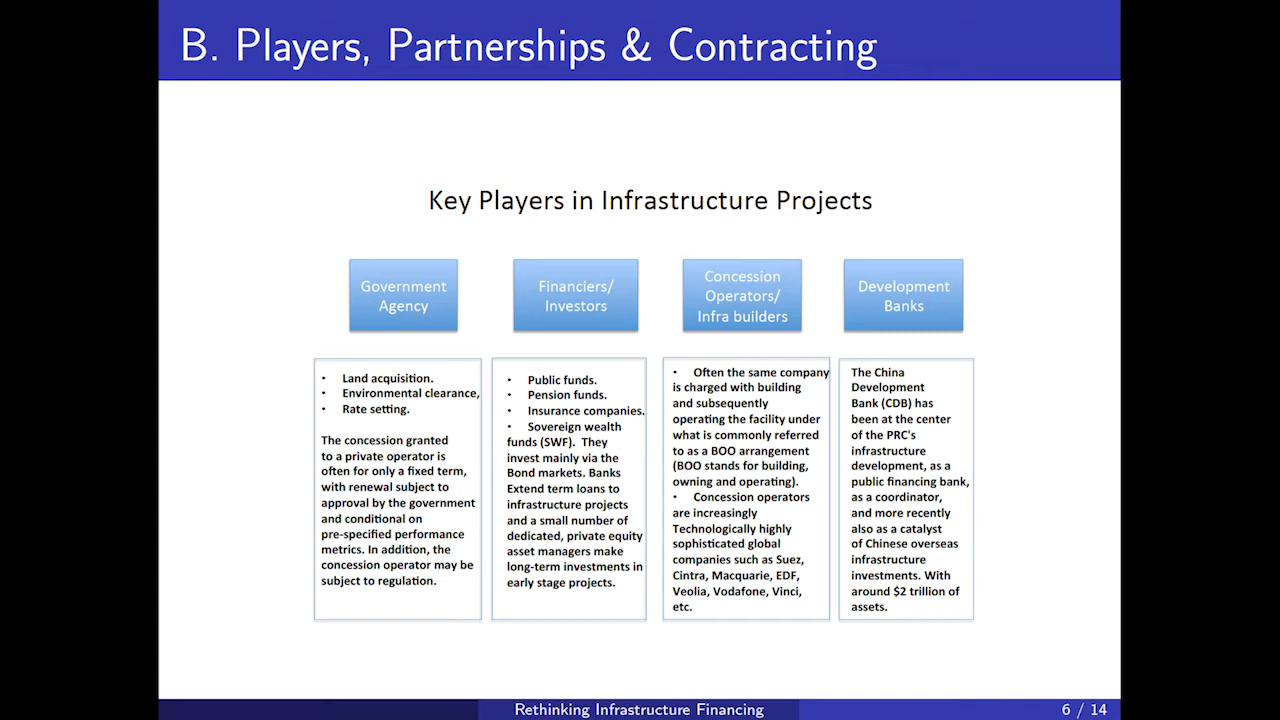 B. Players, Partnerships & Contracting
Key Players in Infrastructure Projects
Government
Agency
Financiers/
Investors
Concession
Operators/
Infra builders
Development
Banks
• Land acquisition.
• Environmental clearance,
• Rate setting.
The concession granted
to a private operator is
often for only a fixed term,
with renewal subject to
approval by the government
and conditional on
pre-specified performance
metrics. In addition, the
concession operator may be
subject to regulation.
• Public funds.
• Pension funds.
• Insurance companies.
• Sovereign wealth
funds (SWF). They
invest mainly via the
Bond markets. Banks
Extend term loans to
infrastructure projects
and a small number of
dedicated, private equity
asset managers make
long-term investments in
early stage projects.
• Often the same company
is charged with building
and subsequently
operating the facility under
what is commonly referred
to as a BOO arrangement
(BOO stands for building,
owning and operating).
• Concession operators
are increasingly
Technologically highly
sophisticated global
companies such as Suez,
Cintra, Macquarie, EDF,
Veolia, Vodafone, Vinci,
etc.
The China
Development
Bank (CDB) has
been at the center
of the PRC's
infrastructure
development, as a
public financing bank,
as a coordinator,
and more recently
also as a catalyst
of Chinese overseas
infrastructure
investments. With
around $2 trillion of
assets.
Rethinking Infrastructure Financing
6 / 14